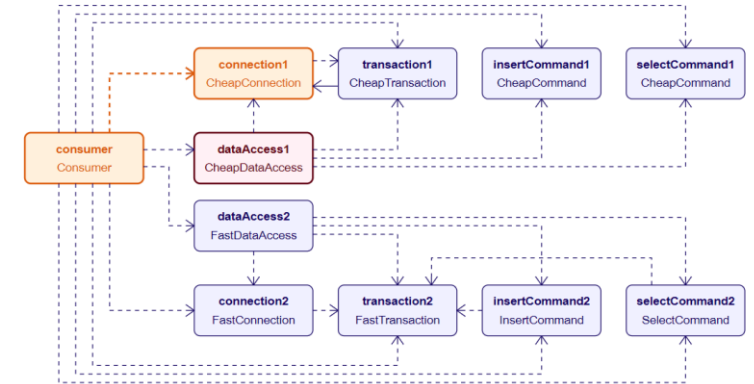 connection1
CheapConnection
transaction1
CheapTransaction
insertCommand1
CheapCommand
selectCommand1
CheapCommand
consumer
Consumer
dataAccess1
CheapDataAccess
dataAccess2
FastDataAccess
connection2
FastConnection
transaction2
FastTransaction
insertCommand2
InsertCommand
selectCommand2
SelectCommand